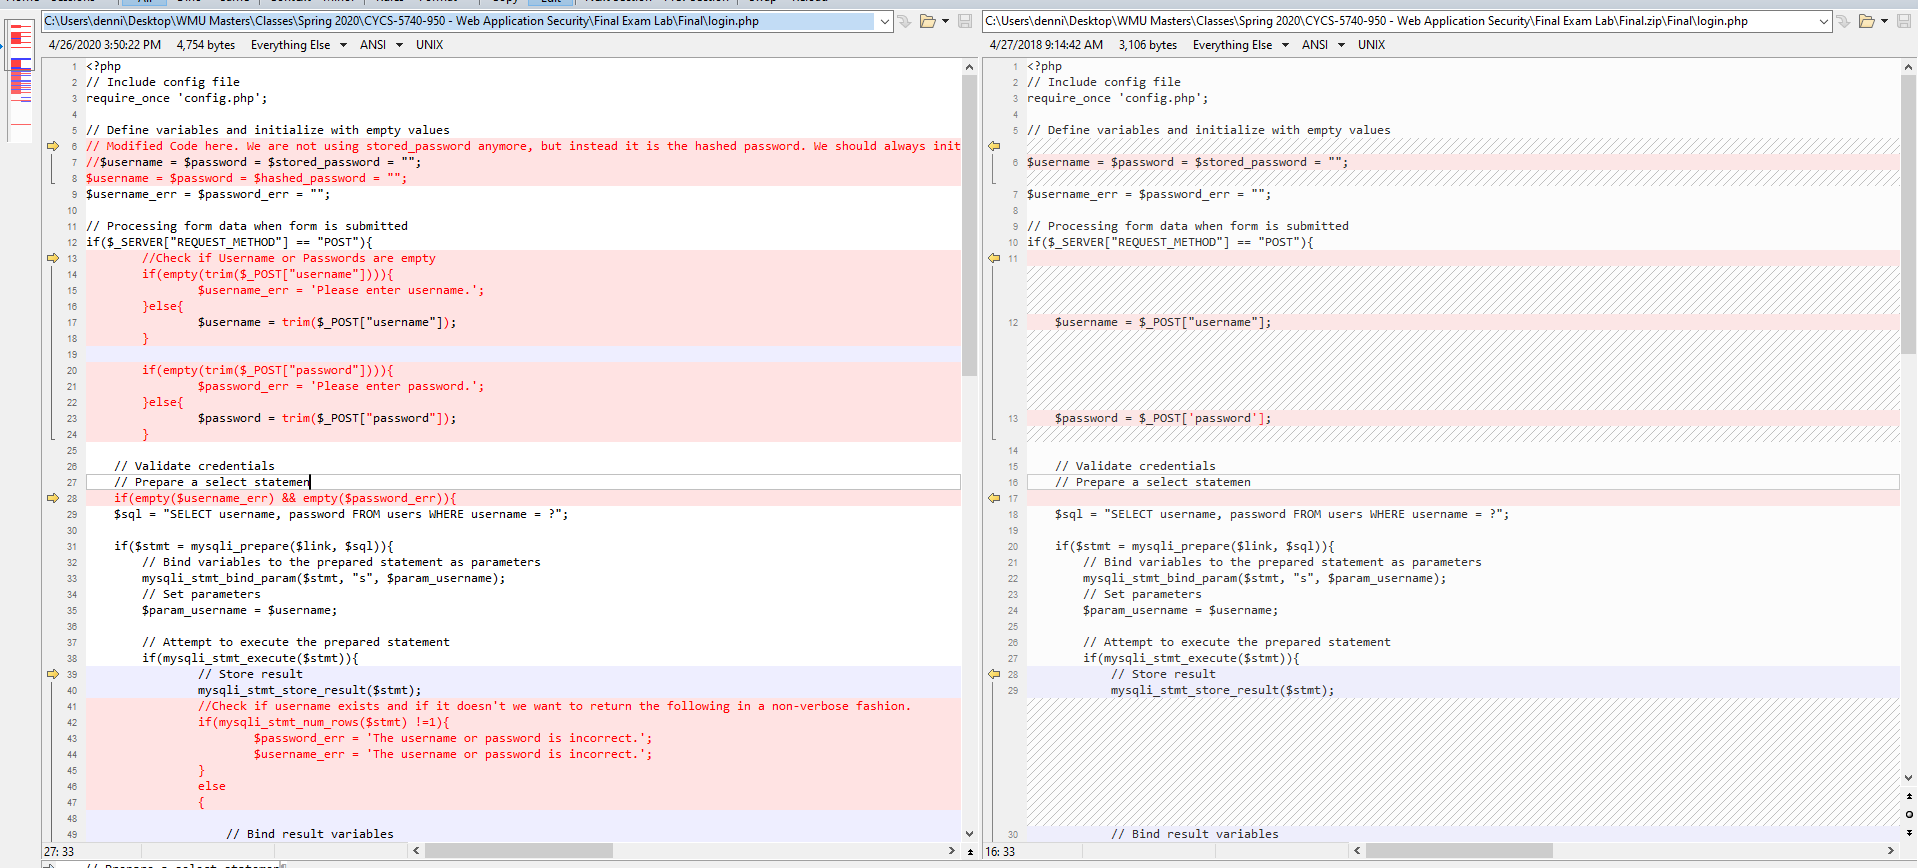 C:\Users\denni\Desktop\WMU Masters\Classes\Spring 2020\CYCS-5740-950 - Web Application Security\Final Exam Lab\Final\login.php
4/26/2020 3:50:22 PM 4,754 bytes Everything Else ANSI UNIX
1 <?php
2 // Include config file
3 require_once 'config.php';
4
5 // Define variables and initialize with empty values
6 // Modified Code here. We are not using stored_password anymore, but instead it is the hashed password. We should always init
7 //$username = $password = $stored_password = "";
8 $username = $password = $hashed_password = "";
9 $username_err = $password_err = "";
10
11 // Processing form data when form is submitted
12 if($_SERVER["REQUEST_METHOD"] == "POST"){
13 //Check if Username or Passwords are empty
14 if(empty(trim($_POST["username"]))){
15 $username_err = 'Please enter username.';
16 }else{
17 $username = trim($_POST["username"]);
18 }
19
20 if(empty(trim($_POST["password"]))){
21 $password_err = 'Please enter password.';
22 }else{
23 $password = trim($_POST["password"]);
24 }
25
26 // Validate credentials
27 // Prepare a select statemen
28 if(empty($username_err) && empty($password_err)){
29 $sql = "SELECT username, password FROM users WHERE username = ?";
30
31 if($stmt = mysqli_prepare($link, $sql)){
32 // Bind variables to the prepared statement as parameters
33 mysqli_stmt_bind_param($stmt, "s", $param_username);
34 // Set parameters
35 $param_username = $username;
36
37 // Attempt to execute the prepared statement
38 if(mysqli_stmt_execute($stmt)){
39 // Store result
40 mysqli_stmt_store_result($stmt);
41 //Check if username exists and if it doesn't we want to return the following in a non-verbose fashion.
42 if(mysqli_stmt_num_rows($stmt) !=1){
43 $password_err = 'The username or password is incorrect.';
44 $username_err = 'The username or password is incorrect.';
45 }
46 else
47 {
48
49 // Bind result variables
27: 33
C:\Users\denni\Desktop\WMU Masters\Classes\Spring 2020\CYCS-5740-950 - Web Application Security\Final Exam Lab\Final.zip\Final\login.php
4/27/2018 9:14:42 AM 3,106 bytes Everything Else ANSI UNIX
1 <?php
2 // Include config file
3 require_once 'config.php';
4
5 // Define variables and initialize with empty values
6 $username = $password = $stored_password = "";
7 $username_err = $password_err = "";
8
9 // Processing form data when form is submitted
10 if($_SERVER["REQUEST_METHOD"] == "POST"){
11
12 $username = $_POST["username"];
13 $password = $_POST['password'];
14
15 // Validate credentials
16 // Prepare a select statemen
17
18 $sql = "SELECT username, password FROM users WHERE username = ?";
19
20 if($stmt = mysqli_prepare($link, $sql)){
21 // Bind variables to the prepared statement as parameters
22 mysqli_stmt_bind_param($stmt, "s", $param_username);
23 // Set parameters
24 $param_username = $username;
25
26 // Attempt to execute the prepared statement
27 if(mysqli_stmt_execute($stmt)){
28 // Store result
29 mysqli_stmt_store_result($stmt);
30 // Bind result variables
16: 33